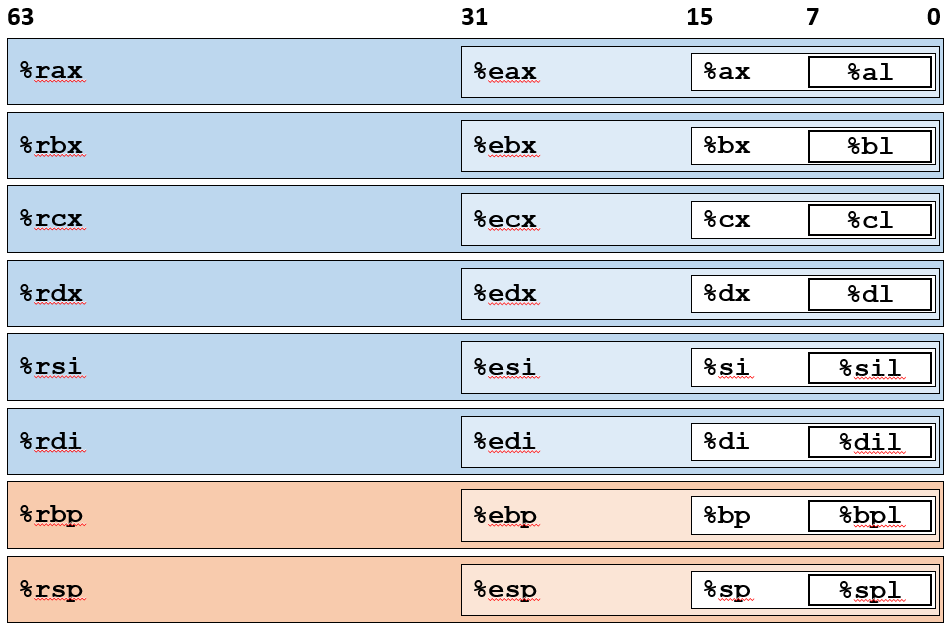 63 31 15 7 0
%rax %eax %ax %al
%rbx %ebx %bx %bl
%rcx %ecx %cx %cl
%rdx %edx %dx %dl
%rsi %esi %si %sil
%rdi %edi %di %dil
%rbp %ebp %bp %bpl
%rsp %esp %sp %spl